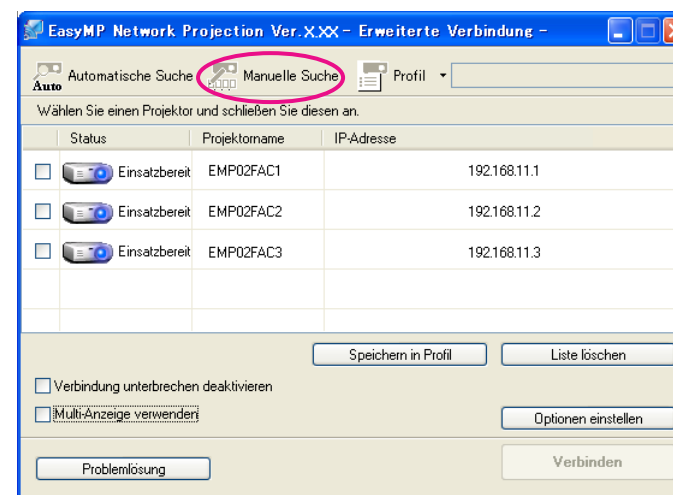 EasyMP Network Projection Ver.X.XX - Erweiterte Verbindung -
Auto Automatische Suche Manuelle Suche Profil
Wählen Sie einen Projektor und schließen Sie diesen an.
Status Projektorname IP-Adresse
Einsatzbereit EMP02FAC1 192.168.11.1
Einsatzbereit EMP02FAC2 192.168.11.2
Einsatzbereit EMP02FAC3 192.168.11.3
Speichern in Profil Liste löschen
Verbindung unterbrechen deaktivieren
Multi-Anzeige verwenden
Optionen einstellen
Problemlösung Verbinden